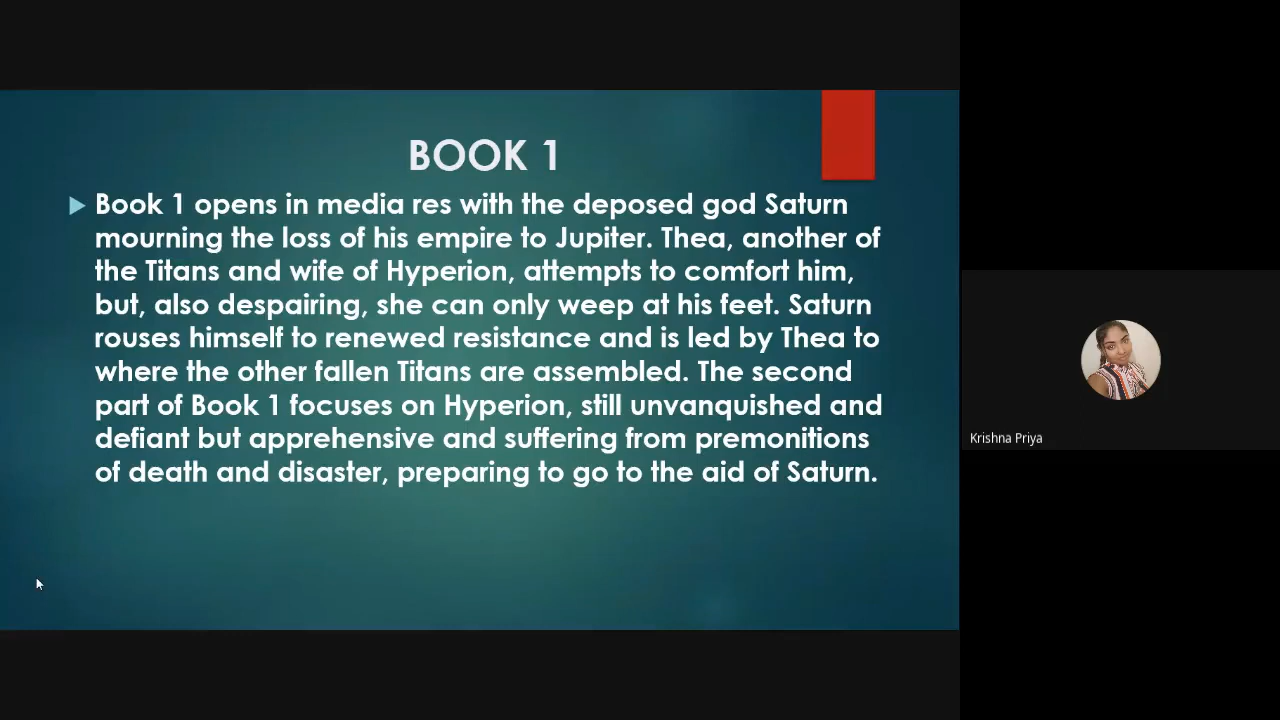 BOOK 1
Book 1 opens in media res with the deposed god Saturn
mourning the loss of his empire to Jupiter. Thea, another of
the Titans and wife of Hyperion, attempts to comfort him,
but, also despairing, she can only weep at his feet. Saturn
rouses himself to renewed resistance and is led by Thea to
where the other fallen Titans are assembled. The second
part of Book 1 focuses on Hyperion, still unvanquished and
defiant but apprehensive and suffering from premonitions
of death and disaster, preparing to go to the aid of Saturn.
Krishna Priya